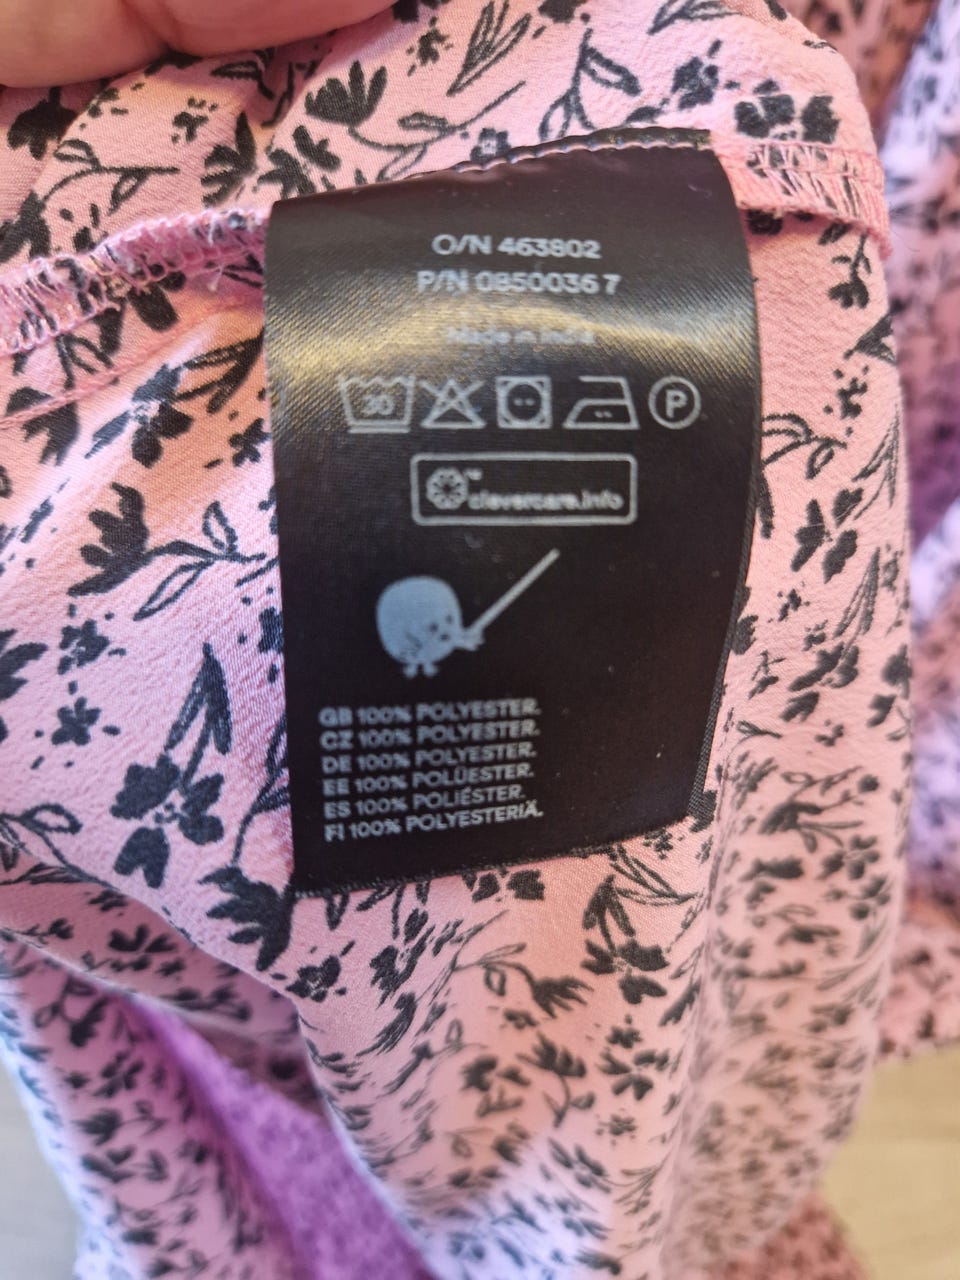 O/N 463802
P/N 08500367
Made in India
30
P
clevercare.info
GB 100% POLYESTER.
CZ 100% POLYESTER.
DE 100% POLYESTER.
EE 100% POLÜESTER.
ES 100% POLIÉSTER.
FI 100% POLYESTERIÄ.